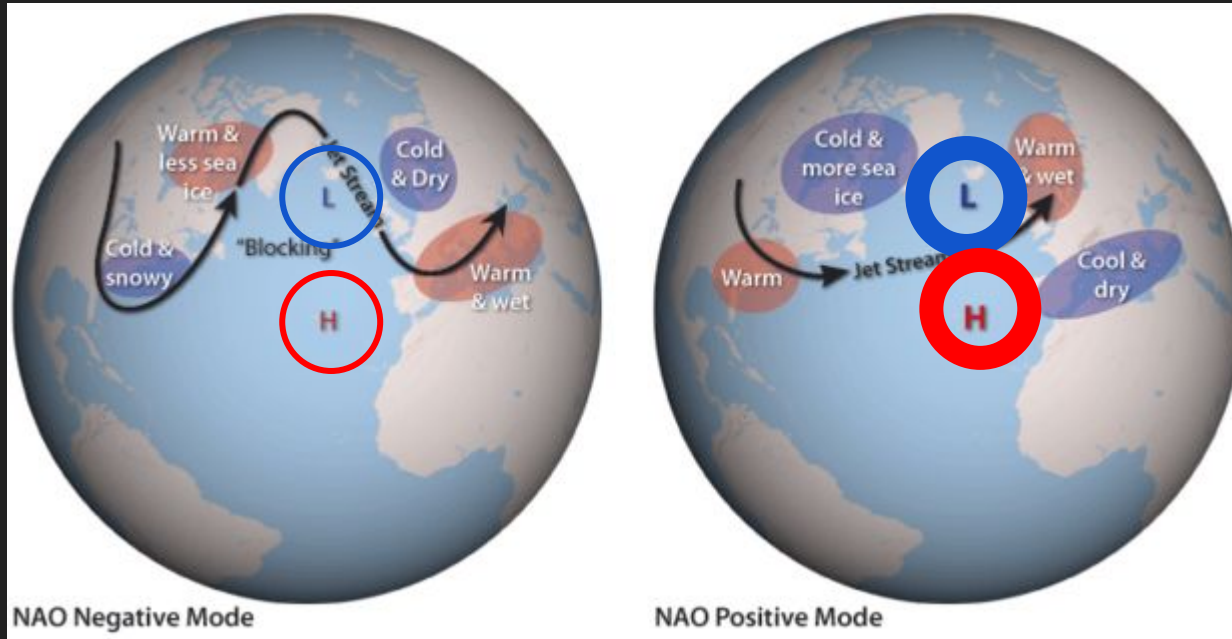 Warm &
less sea
ice
Jet Stream
Cold
& Dry
L
"Blocking"
Cold &
snowy
Warm
& wet
H
NAO Negative Mode
Cold &
more sea
ice
Warm
& wet
L
Jet Stream
Warm
Cool &
dry
H
NAO Positive Mode